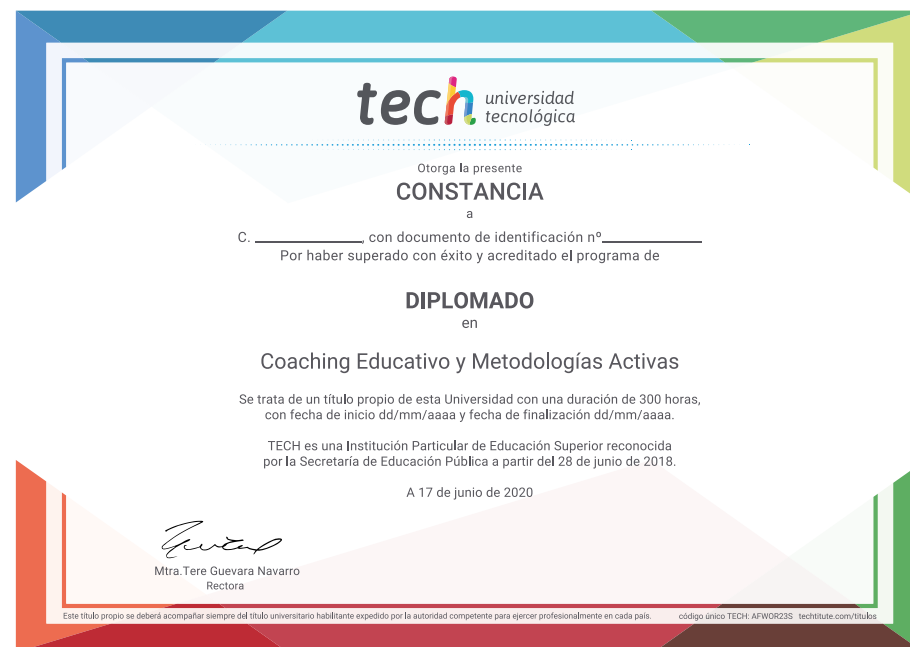 tech universidad
tecnológica
Otorga la presente
CONSTANCIA
a
C. ____________, con documento de identificación nº____________
Por haber superado con éxito y acreditado el programa de
DIPLOMADO
en
Coaching Educativo y Metodologías Activas
Se trata de un título propio de esta Universidad con una duración de 300 horas,
con fecha de inicio dd/mm/aaaa y fecha de finalización dd/mm/aaaa.
TECH es una Institución Particular de Educación Superior reconocida
por la Secretaría de Educación Pública a partir del 28 de junio de 2018.
A 17 de junio de 2020
Mtra.Tere Guevara Navarro
Rectora
Este título propio se deberá acompañar siempre del título universitario habilitante expedido por la autoridad competente para ejercer profesionalmente en cada país. código único TECH: AFWOR23S techtitute.com/titulos